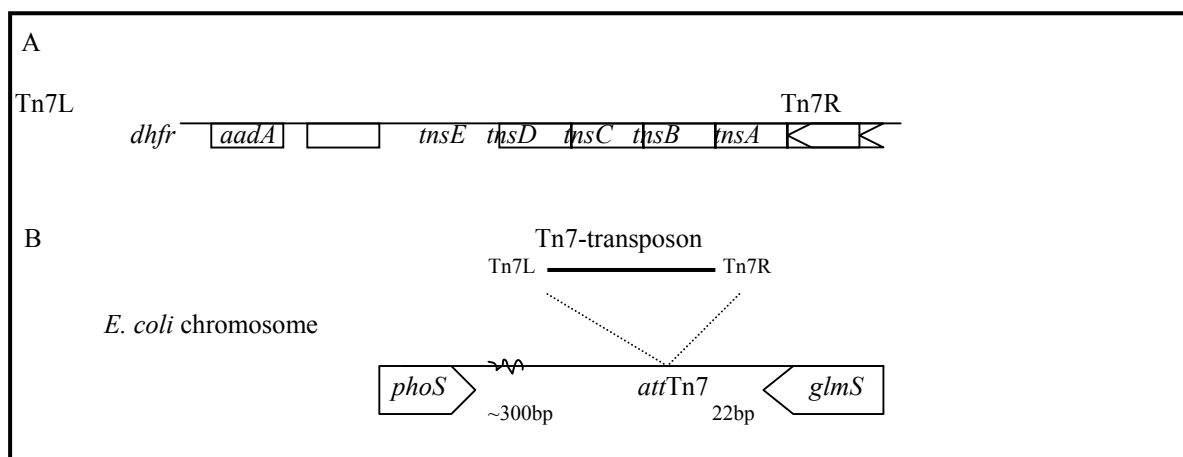 A
Tn7L Tn7R
dhfr aadA tnsE tnsD tnsC tnsB tnsA
B
Tn7-transposon
Tn7L Tn7R
E. coli chromosome
phoS attTn7 glmS
~300bp 22bp